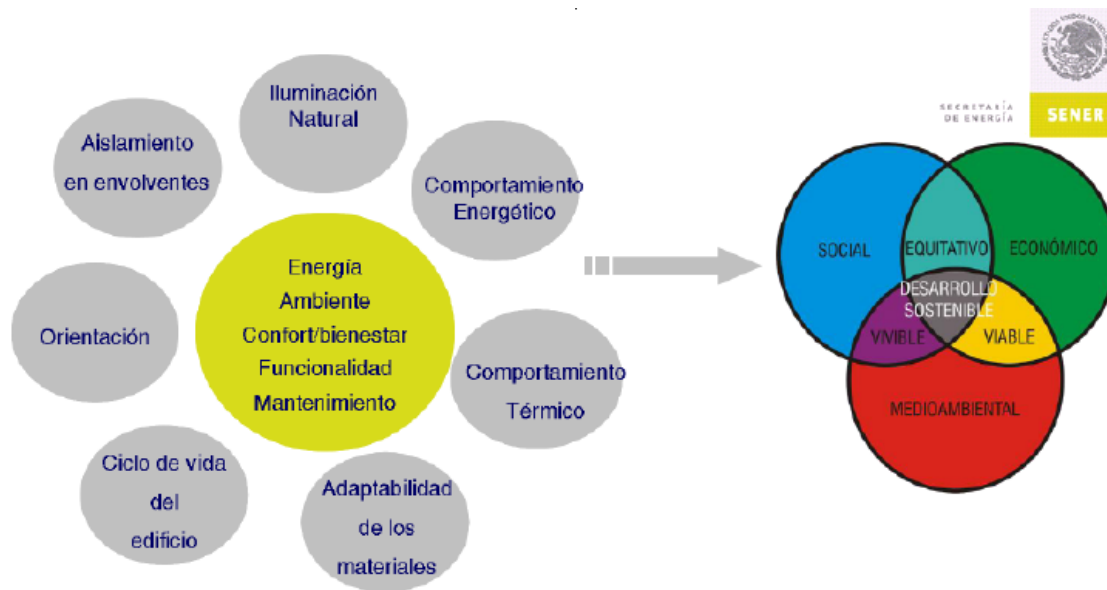 Iluminación
Natural
Aislamiento
en envolventes
Comportamiento
Energético
Energía
Ambiente
Confort/bienestar
Funcionalidad
Mantenimiento
Orientación
Comportamiento
Térmico
Ciclo de vida
del
edificio
Adaptabilidad
de los
materiales
SECRETARÍA
DE ENERGÍA
SENER
SOCIAL
EQUITATIVO
ECONÓMICO
DESARROLLO
SOSTENIBLE
VIVIBLE
VIABLE
MEDIOAMBIENTAL